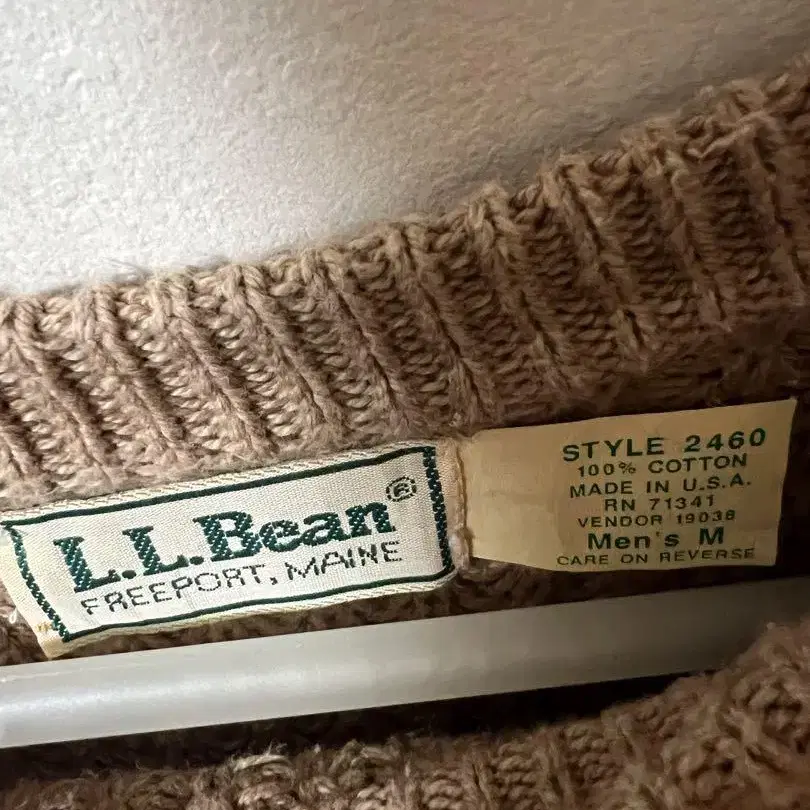 L.L.Bean®
FREEPORT, MAINE
STYLE 2460
100% COTTON
MADE IN U.S.A.
RN 71341
VENDOR 19038
Men's M
CARE ON REVERSE